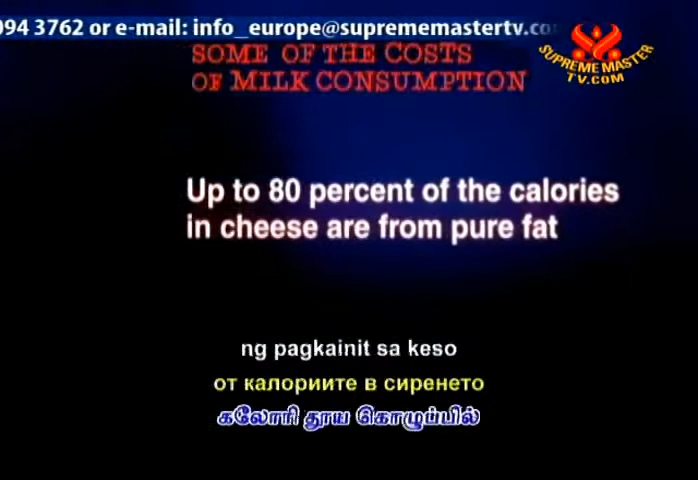 094 3762 or e-mail: info_europe@suprememastertv.co
SUPREME MASTER
TV.COM
SOME OF THE COSTS
OF MILK CONSUMPTION
Up to 80 percent of the calories
in cheese are from pure fat
ng pagkainit sa keso
от калориите в сиренето
கலோரி தூய கொழுப்பில்